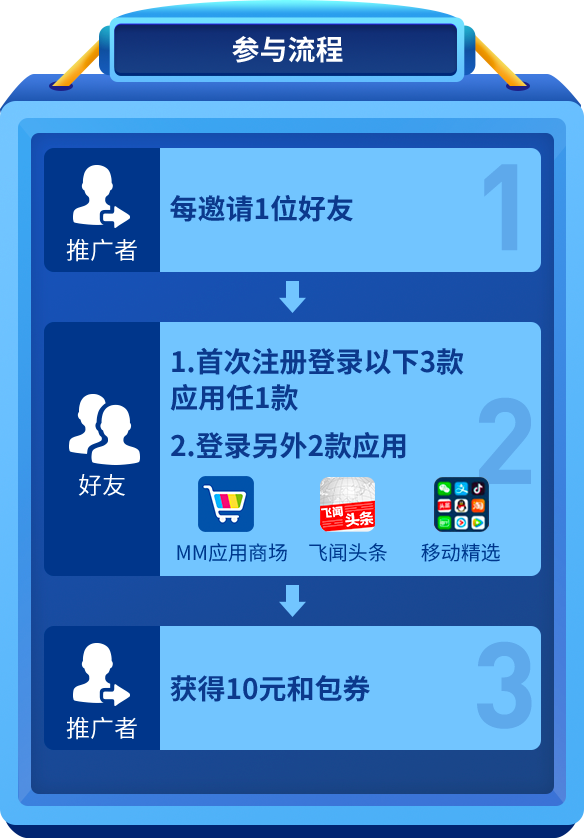 参与流程
推广者
每邀请1位好友
1
好友
1.首次注册登录以下3款
应用任1款
2.登录另外2款应用
2
飞闻
头条
MM应用商场
飞闻头条
移动精选
推广者
获得10元和包券
3